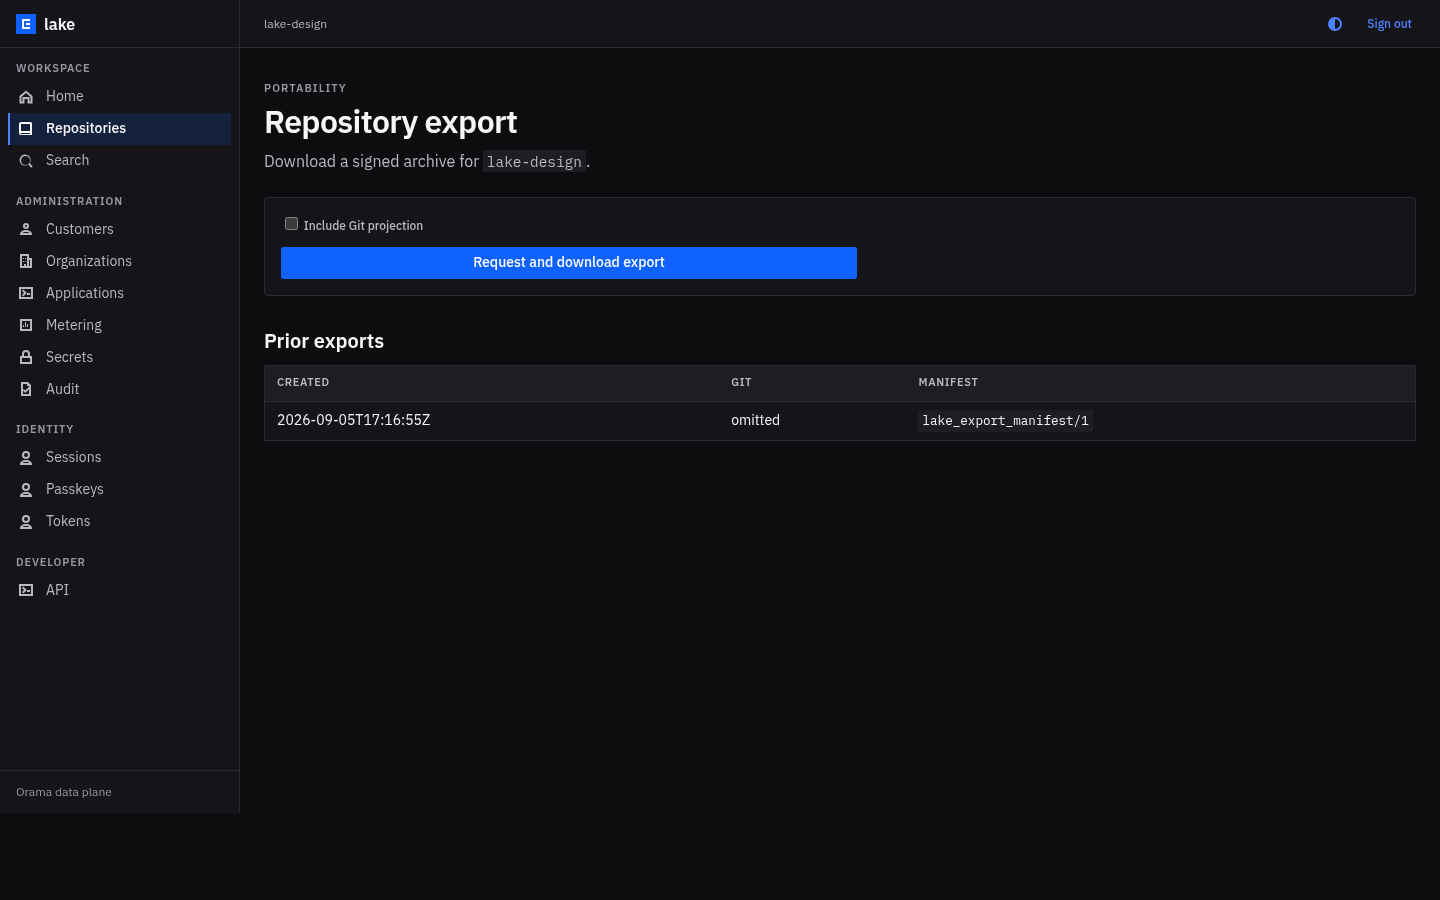 lake
lake-design
Sign out
WORKSPACE
Home
Repositories
Search
ADMINISTRATION
Customers
Organizations
Applications
Metering
Secrets
Audit
IDENTITY
Sessions
Passkeys
Tokens
DEVELOPER
API
Orama data plane
PORTABILITY
Repository export
Download a signed archive for lake-design.
Include Git projection
Request and download export
Prior exports
CREATED GIT MANIFEST
2026-09-05T17:16:55Z omitted lake_export_manifest/1